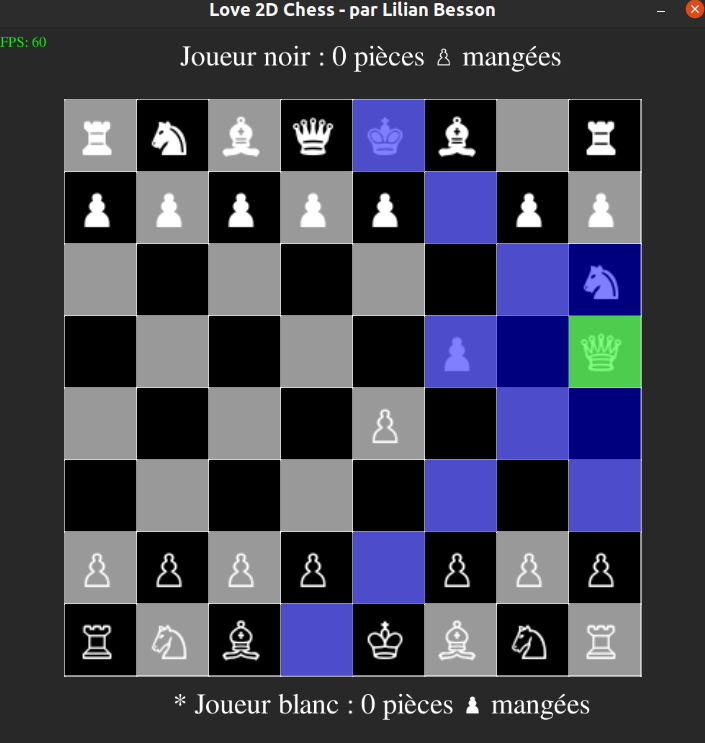 Love 2D Chess - par Lilian Besson
FPS: 60
Joueur noir : 0 pièces ♙ mangées
* Joueur blanc : 0 pièces ♟ mangées